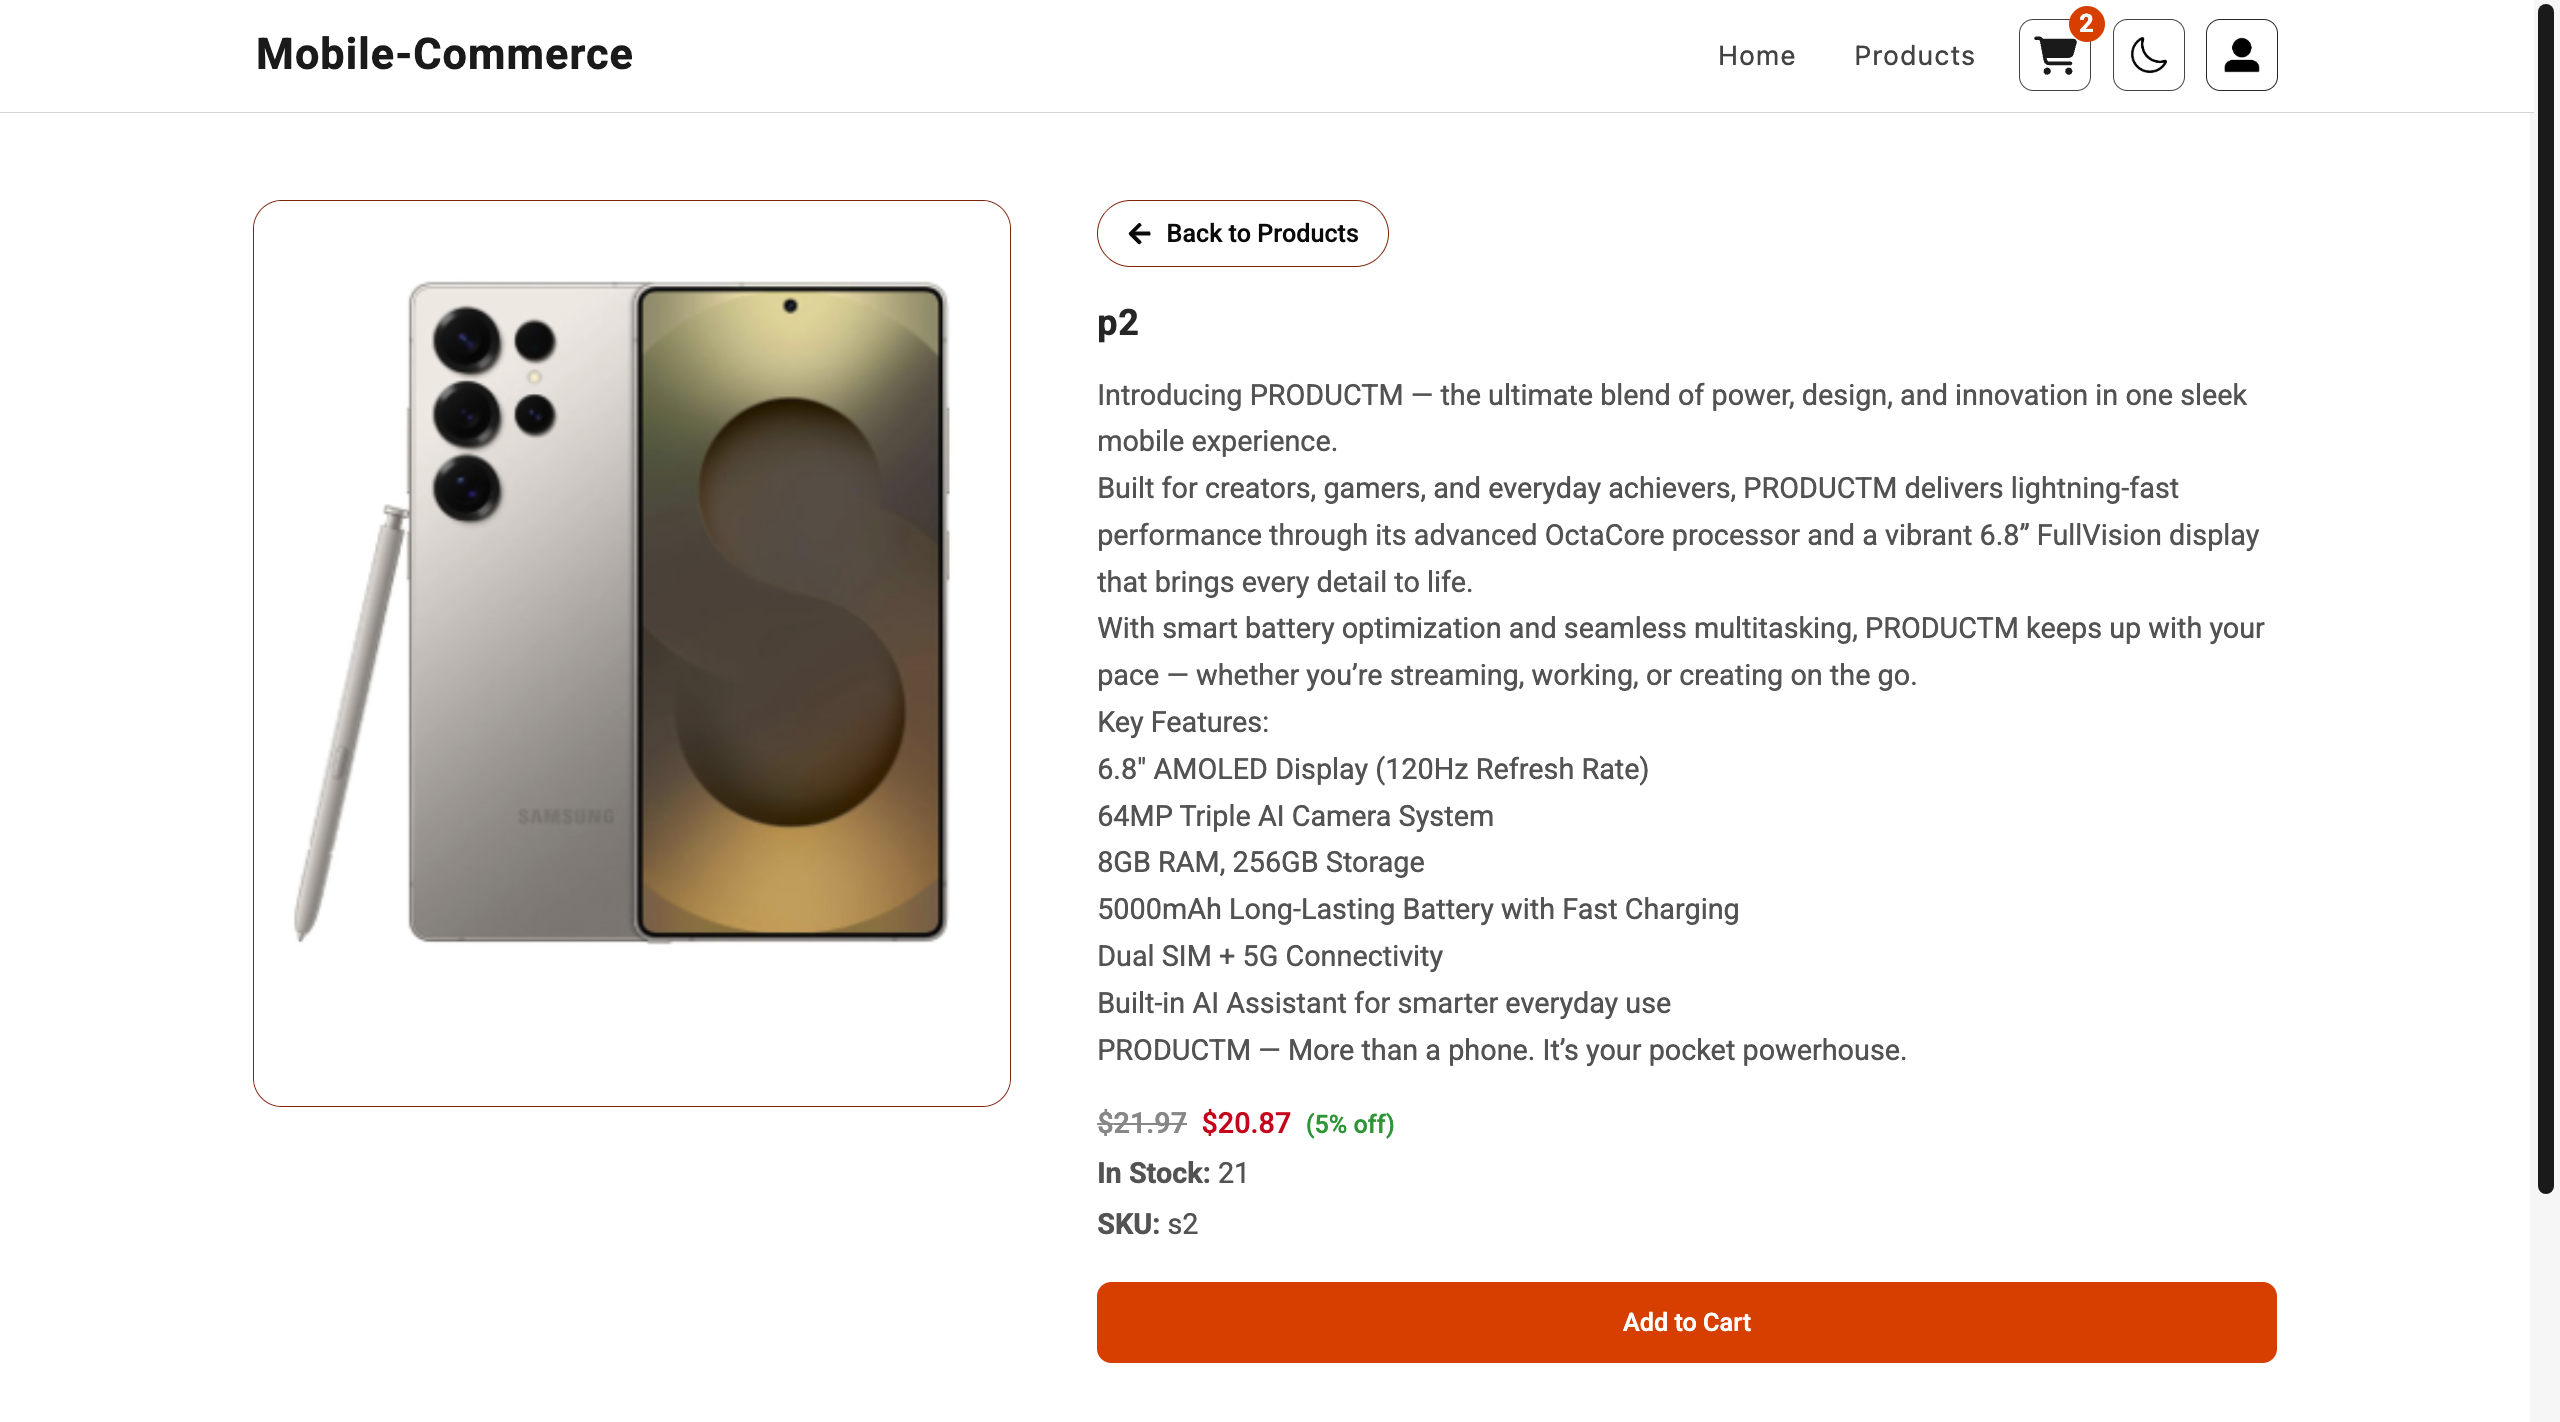 Mobile-Commerce
Home
Products
2
Back to Products
p2
Introducing PRODUCTM — the ultimate blend of power, design, and innovation in one sleek
mobile experience.
Built for creators, gamers, and everyday achievers, PRODUCTM delivers lightning-fast
performance through its advanced OctaCore processor and a vibrant 6.8” FullVision display
that brings every detail to life.
With smart battery optimization and seamless multitasking, PRODUCTM keeps up with your
pace — whether you’re streaming, working, or creating on the go.
Key Features:
6.8" AMOLED Display (120Hz Refresh Rate)
64MP Triple AI Camera System
8GB RAM, 256GB Storage
5000mAh Long-Lasting Battery with Fast Charging
Dual SIM + 5G Connectivity
Built-in AI Assistant for smarter everyday use
PRODUCTM — More than a phone. It’s your pocket powerhouse.
$21.97 $20.87 (5% off)
In Stock: 21
SKU: s2
Add to Cart
SAMSUNG